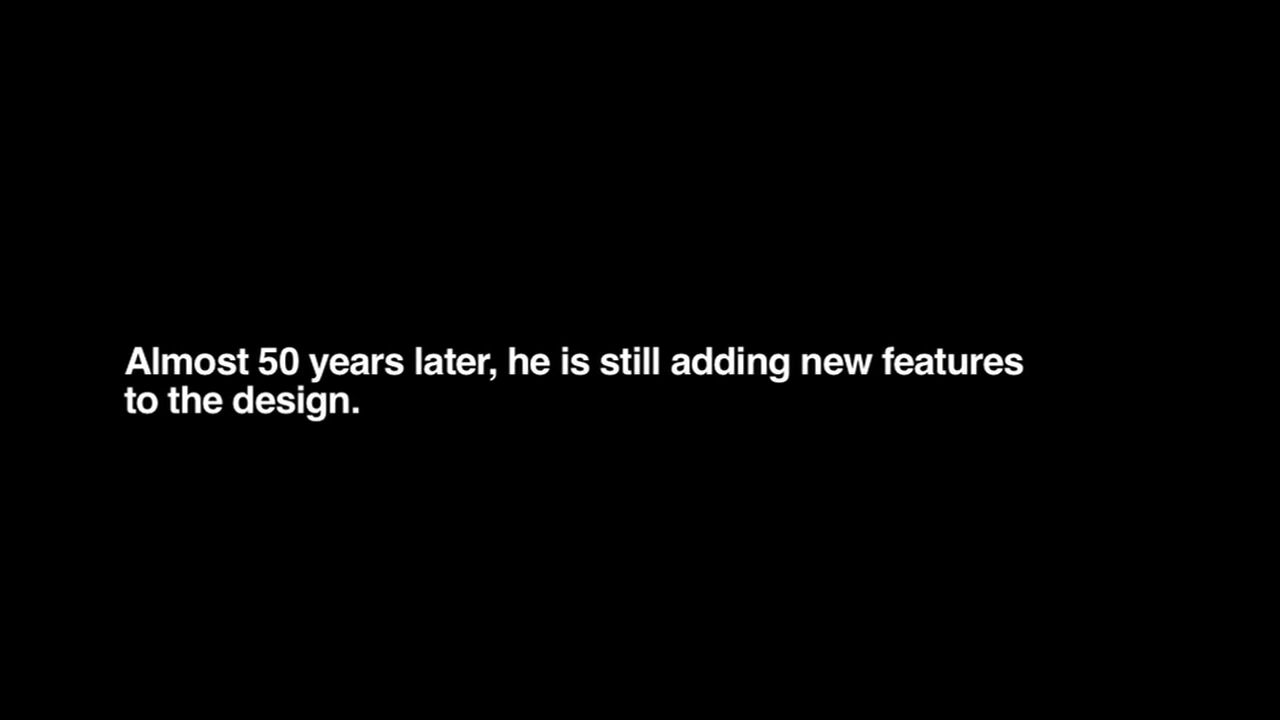 Almost 50 years later, he is still adding new features
to the design.